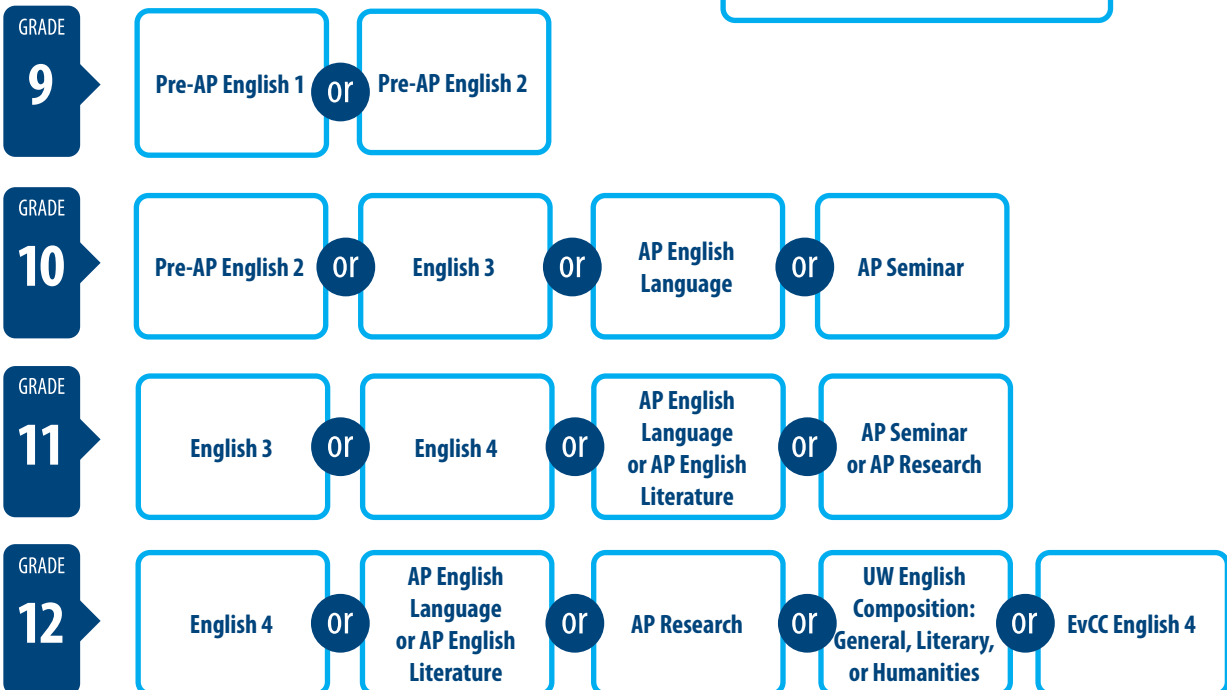 GRADE
9
Pre-AP English 1
or
Pre-AP English 2
GRADE
10
Pre-AP English 2
or
English 3
or
AP English
Language
or
AP Seminar
GRADE
11
English 3
or
English 4
or
AP English
Language
or AP English
Literature
or
AP Seminar
or AP Research
GRADE
12
English 4
or
AP English
Language
or AP English
Literature
or
AP Research
or
UW English
Composition:
General, Literary,
or Humanities
or
EvCC English 4